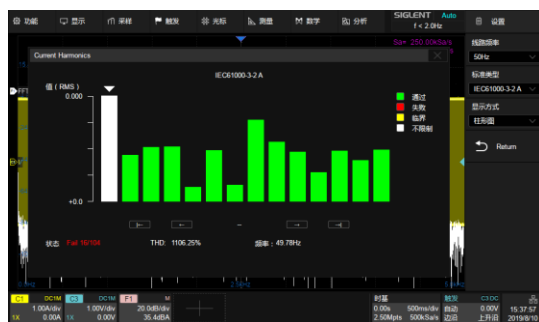 功能 显示 采样 触发 光标 测量 数学 分析 SIGLENT Auto
f < 2.0Hz 设置
Sa 250.00kSa/s
线路频率
50Hz
标准类型
IEC61000-3-2 A
显示方式
柱形图
Return
Current Harmonics
IEC61000-3-2 A
值 ( RMS )
0.000
+0.0
通过
失败
临界
不限制
FFT
状态 Fail 16/104 THD: 1106.25% 频率 : 49.78Hz
C1 DC1M C3 DC1M F1 M
1.00A/div 1.00V/div 20.0dB/div
1X 0.00A 1X 0.00V 35.4dBA
时基 触发 C3 DC
0.00s 500ms/div 自动 0.00V
2.50Mpts 500kSa/s 边沿 上升沿
15:37:57
2019/8/10